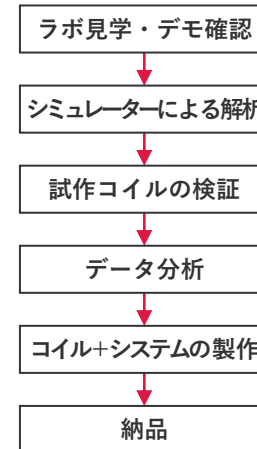 ラボ見学・デモ確認
シミュレーターによる解析
試作コイルの検証
データ分析
コイル+システムの製作
納品